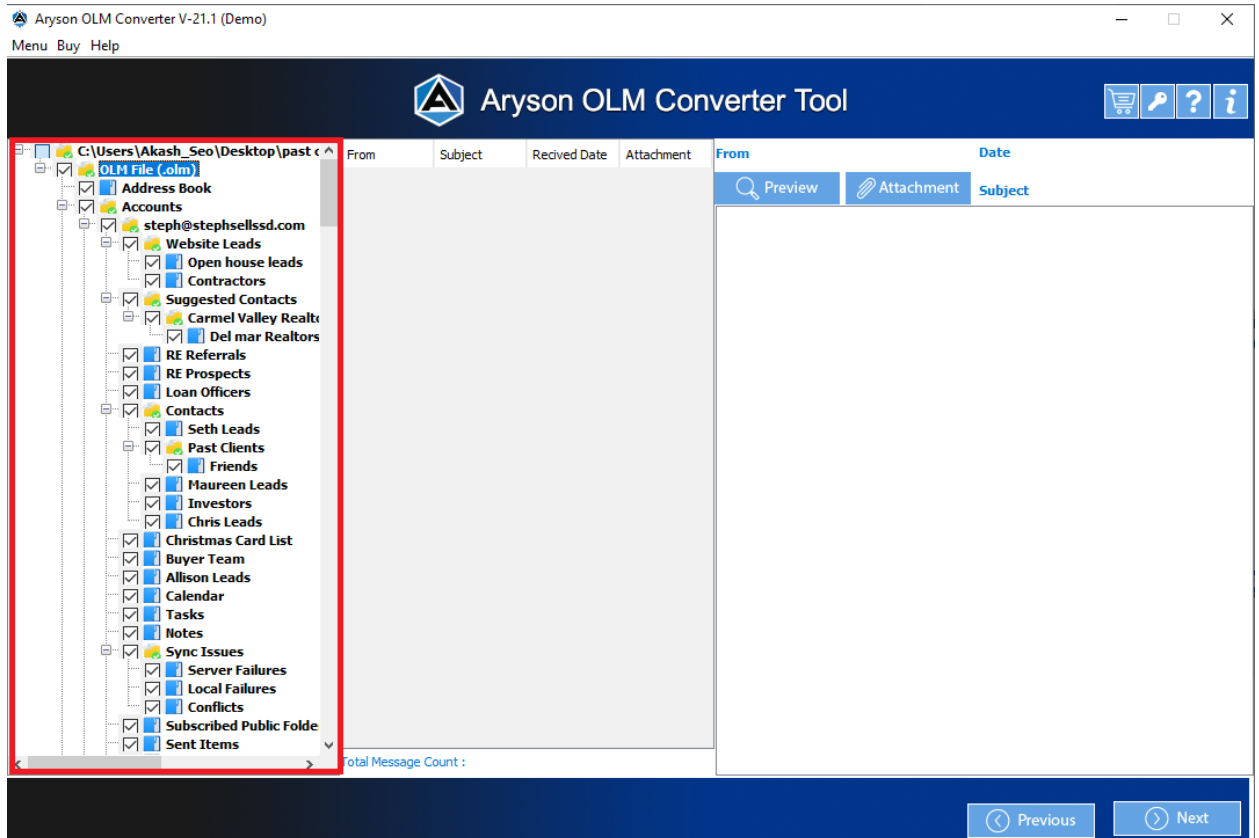 Aryson OLM Converter V-21.1 (Demo)
Menu Buy Help
Aryson OLM Converter Tool
C:\Users\Akash_Seo\Desktop\past
OLM File (.olm)
Address Book
Accounts
steph@stephsellssd.com
Website Leads
Open house leads
Contractors
Suggested Contacts
Carmel Valley Realto
Del mar Realtors
RE Referrals
RE Prospects
Loan Officers
Contacts
Seth Leads
Past Clients
Friends
Maureen Leads
Investors
Chris Leads
Christmas Card List
Buyer Team
Allison Leads
Calendar
Tasks
Notes
Sync Issues
Server Failures
Local Failures
Conflicts
Subscribed Public Folde
Sent Items
From Subject Recived Date Attachment
Total Message Count :
From Date
Preview Attachment Subject
Previous Next